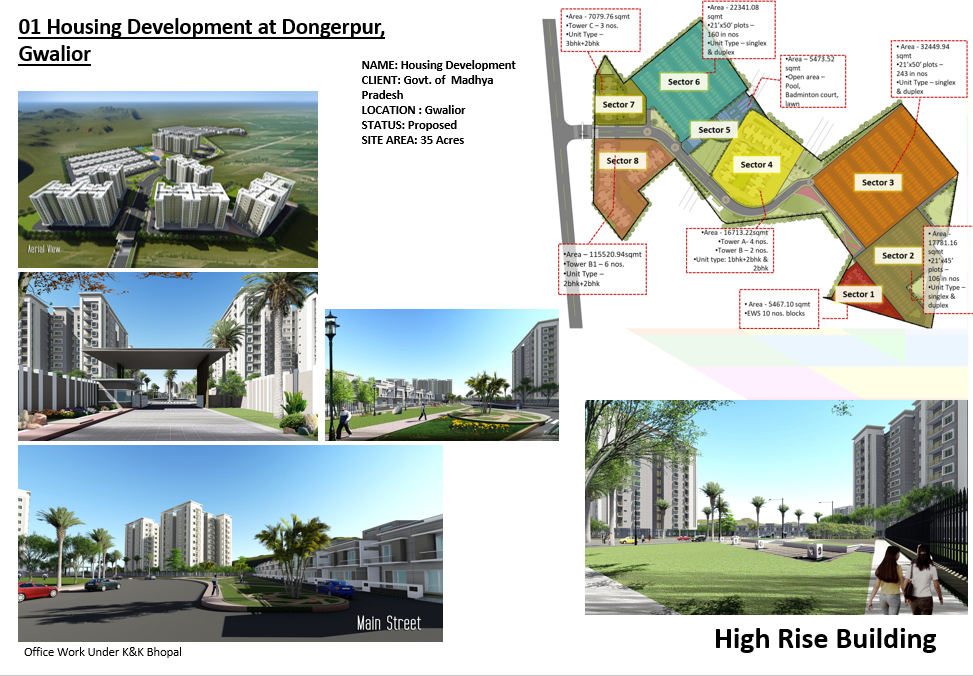 01 Housing Development at Dongerpur,
Gwalior
NAME: Housing Development
CLIENT: Govt. of Madhya
Pradesh
LOCATION : Gwalior
STATUS: Proposed
SITE AREA: 35 Acres
•Area - 7079.76 sqmt
•Tower C – 3 nos.
•Unit Type –
3bhk+2bhk
•Area – 22341.08
sqmt
•21'x50' plots –
160 in nos
•Unit Type – singlex
& duplex
•Area – 5473.52
sqmt
•Open area –
Pool,
Badminton court,
lawn
• Area – 32449.94
sqmt
•21'x50' plots –
243 in nos
•Unit Type – singlex
& duplex
Sector 7
Sector 6
Sector 5
Sector 8
Sector 4
Sector 3
Sector 2
Sector 1
•Area - 16713.22sqmt
•Tower A- 4 nos.
•Tower B – 2 nos.
•Unit type: 1bhk+2bhk &
2bhk
•Area – 115520.94sqmt
•Tower B1 – 6 nos.
•Unit Type –
2bhk+2bhk
• Area -
17781.16
sqmt
•21'x45'
plots –
106 in nos
•Unit Type –
singlex &
duplex
• Area - 5467.10 sqmt
•EWS 10 nos. blocks
Aerial View
Main Street
Office Work Under K&K Bhopal
High Rise Building